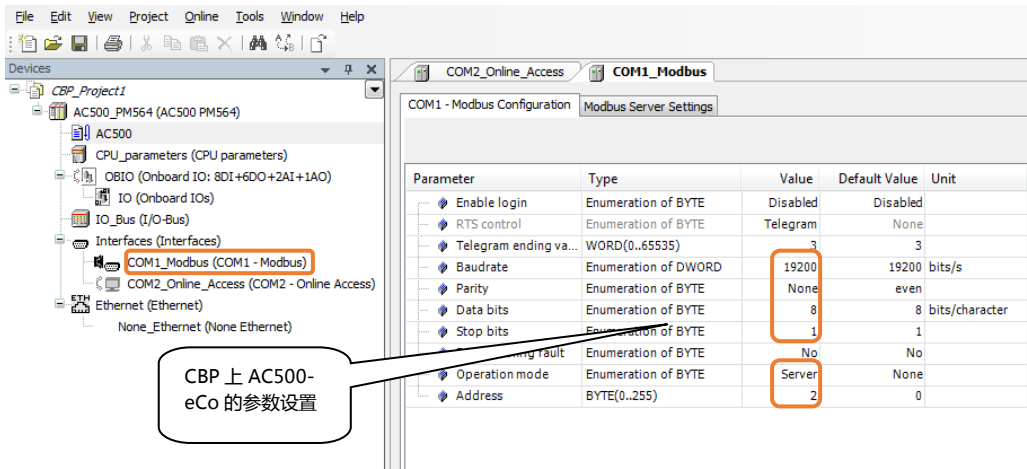 File Edit View Project Online Tools Window Help
Devices
CBP_Project1
AC500_PM564 (AC500 PM564)
AC500
CPU_parameters (CPU parameters)
OBIO (Onboard IO: 8DI+6DO+2AI+1AO)
IO (Onboard IOs)
IO_Bus (I/O-Bus)
Interfaces (Interfaces)
COM1_Modbus (COM1 - Modbus)
COM2_Online_Access (COM2 - Online Access)
Ethernet (Ethernet)
None_Ethernet (None Ethernet)
CBP 上 AC500-
eCo 的参数设置
COM2_Online_Access COM1_Modbus
COM1 - Modbus Configuration Modbus Server Settings
Parameter Type Value Default Value Unit
Enable login Enumeration of BYTE Disabled Disabled
RTS control Enumeration of BYTE Telegram None
Telegram ending va... WORD(0..65535) 3 3
Baudrate Enumeration of DWORD 19200 19200 bits/s
Parity Enumeration of BYTE None even
Data bits Enumeration of BYTE 8 8 bits/character
Stop bits Enumeration of BYTE 1 1
fault Enumeration of BYTE No No
Operation mode Enumeration of BYTE Server None
Address BYTE(0..255) 2 0